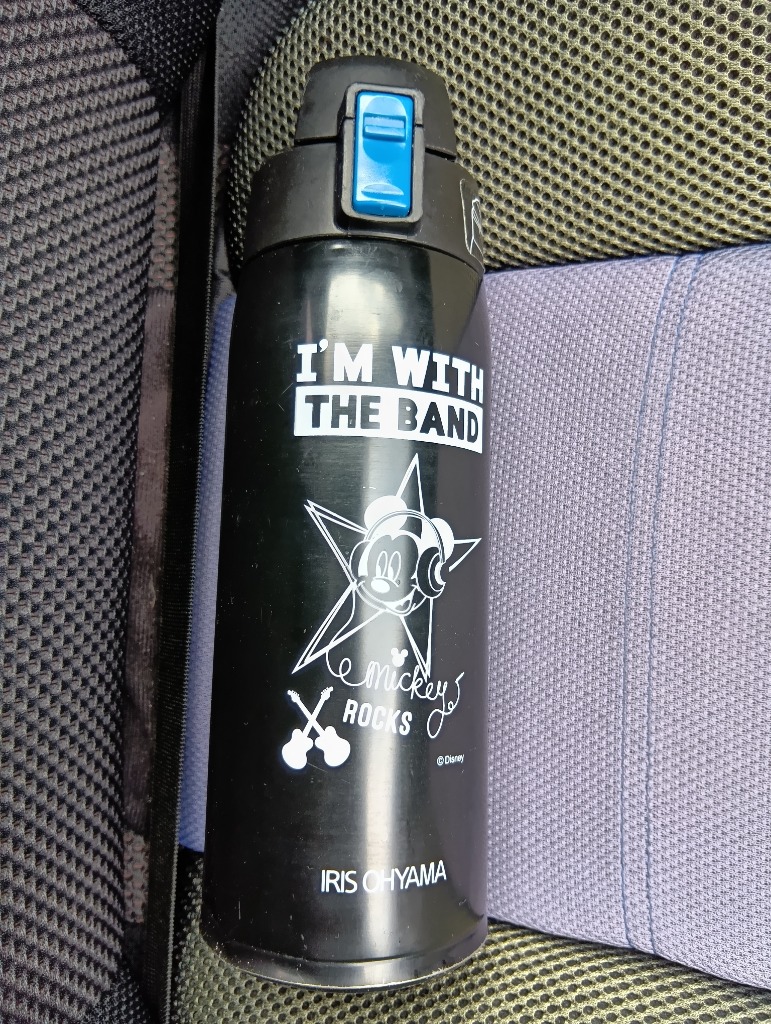 I'M WITH
THE BAND
Mickey
ROCKS
© Disney
IRIS OHYAMA